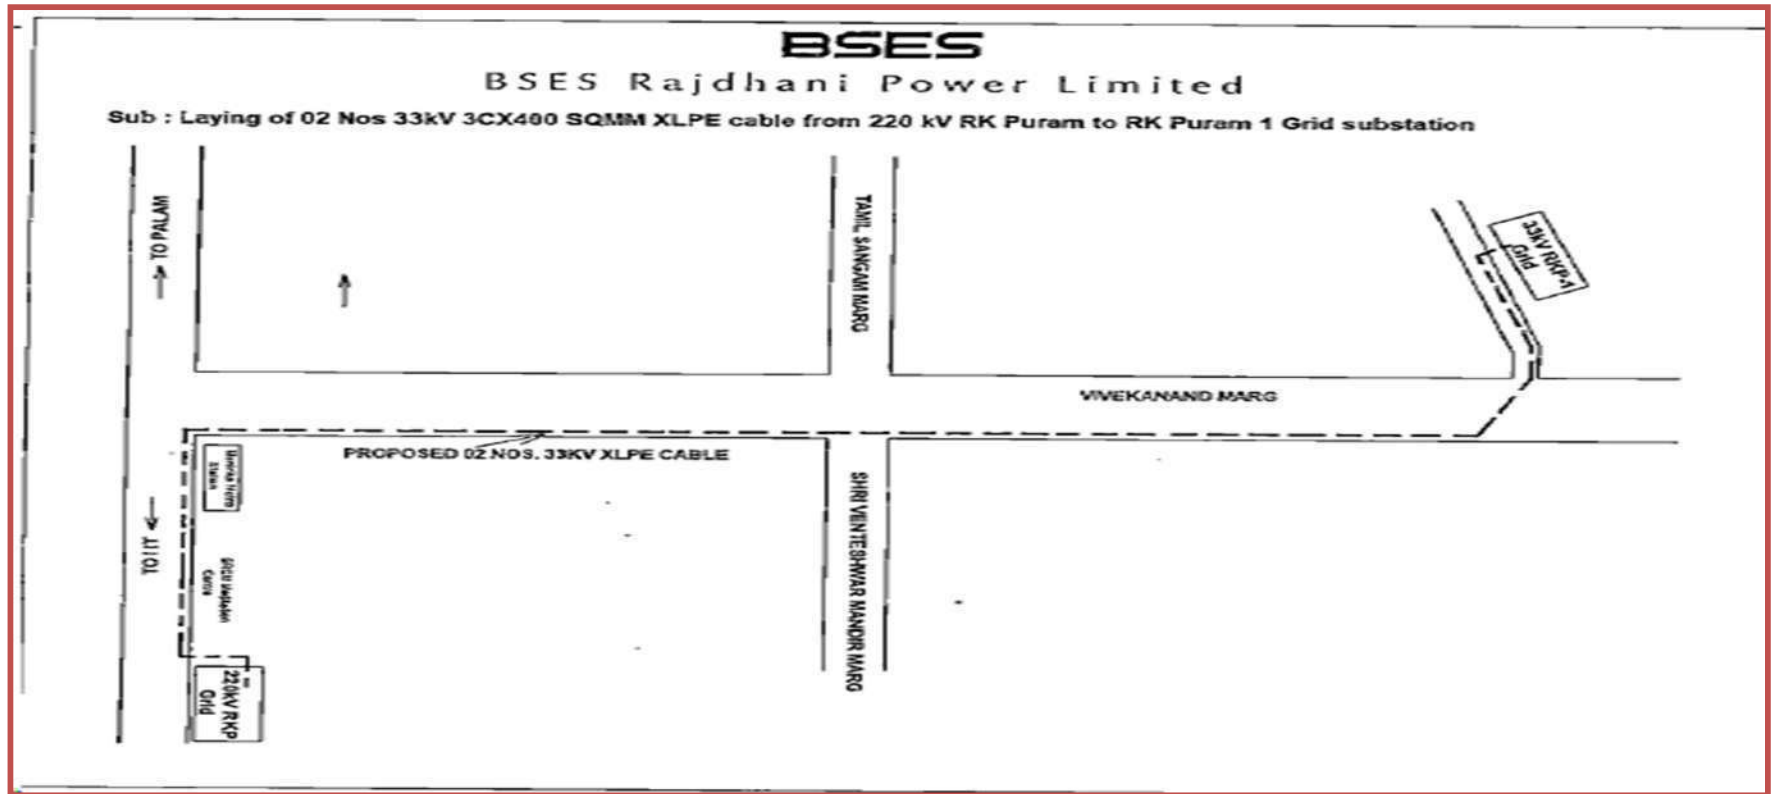 BSES
BSES Rajdhani Power Limited
Sub : Laying of 02 Nos 33kV 3CX400 SQMM XLPE cable from 220 kV RK Puram to RK Puram 1 Grid substation
TO PALAM
TAMIL SANGAM MARG
33kV RKP-1
Grid
VIVEKANAND MARG
PROPOSED 02 NOS. 33KV XLPE CABLE
Station
TO I I T
SHRI VENTESHWAR MANDIR MARG
Centre
220kV RKP
Grid